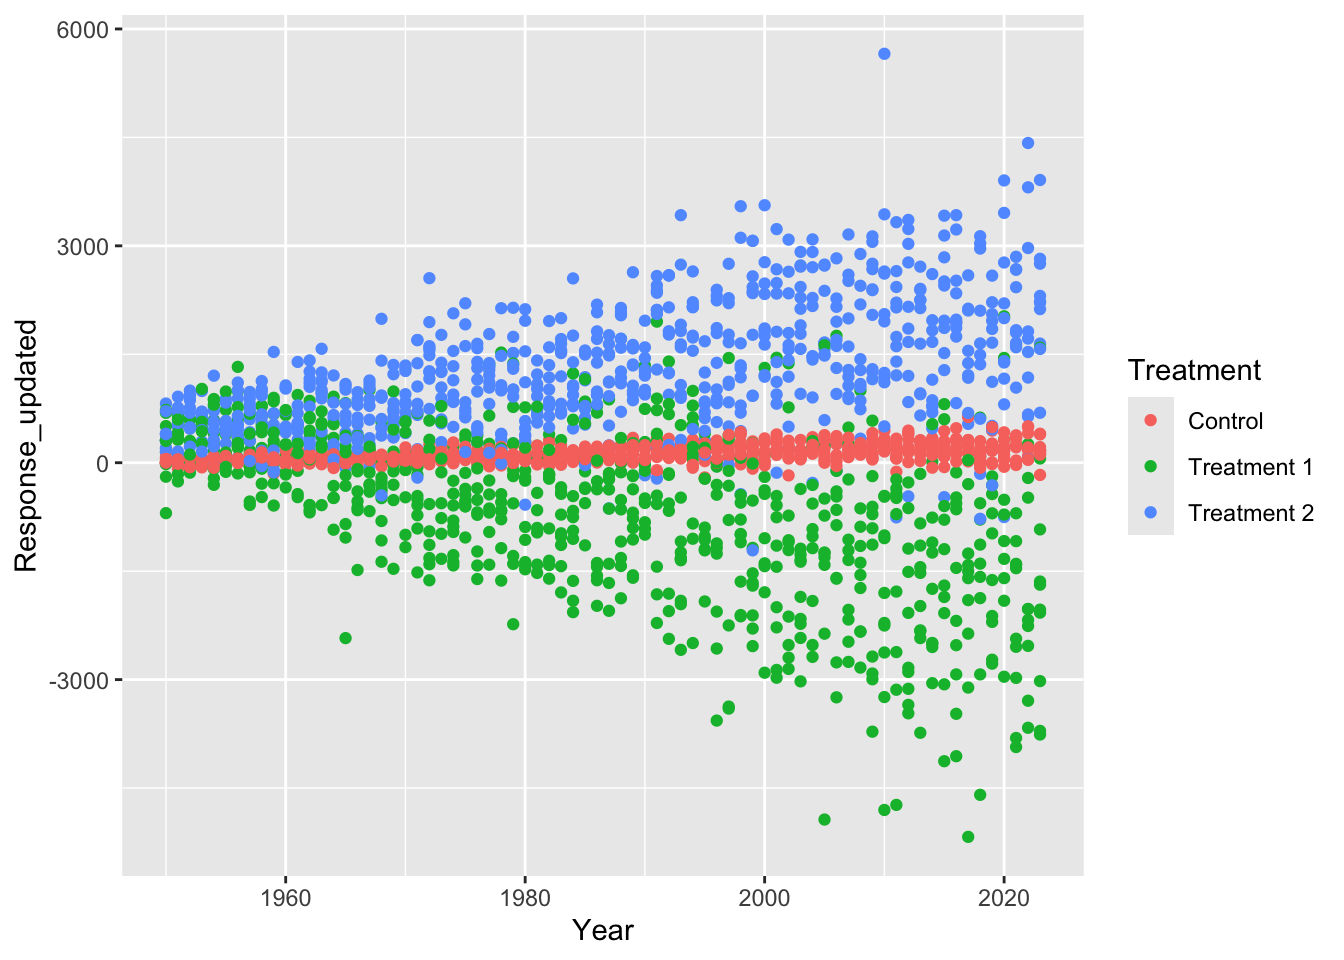 6000
3000
0
-3000
Response_updated
1960 1980 2000 2020
Year
Treatment
Control
Treatment 1
Treatment 2